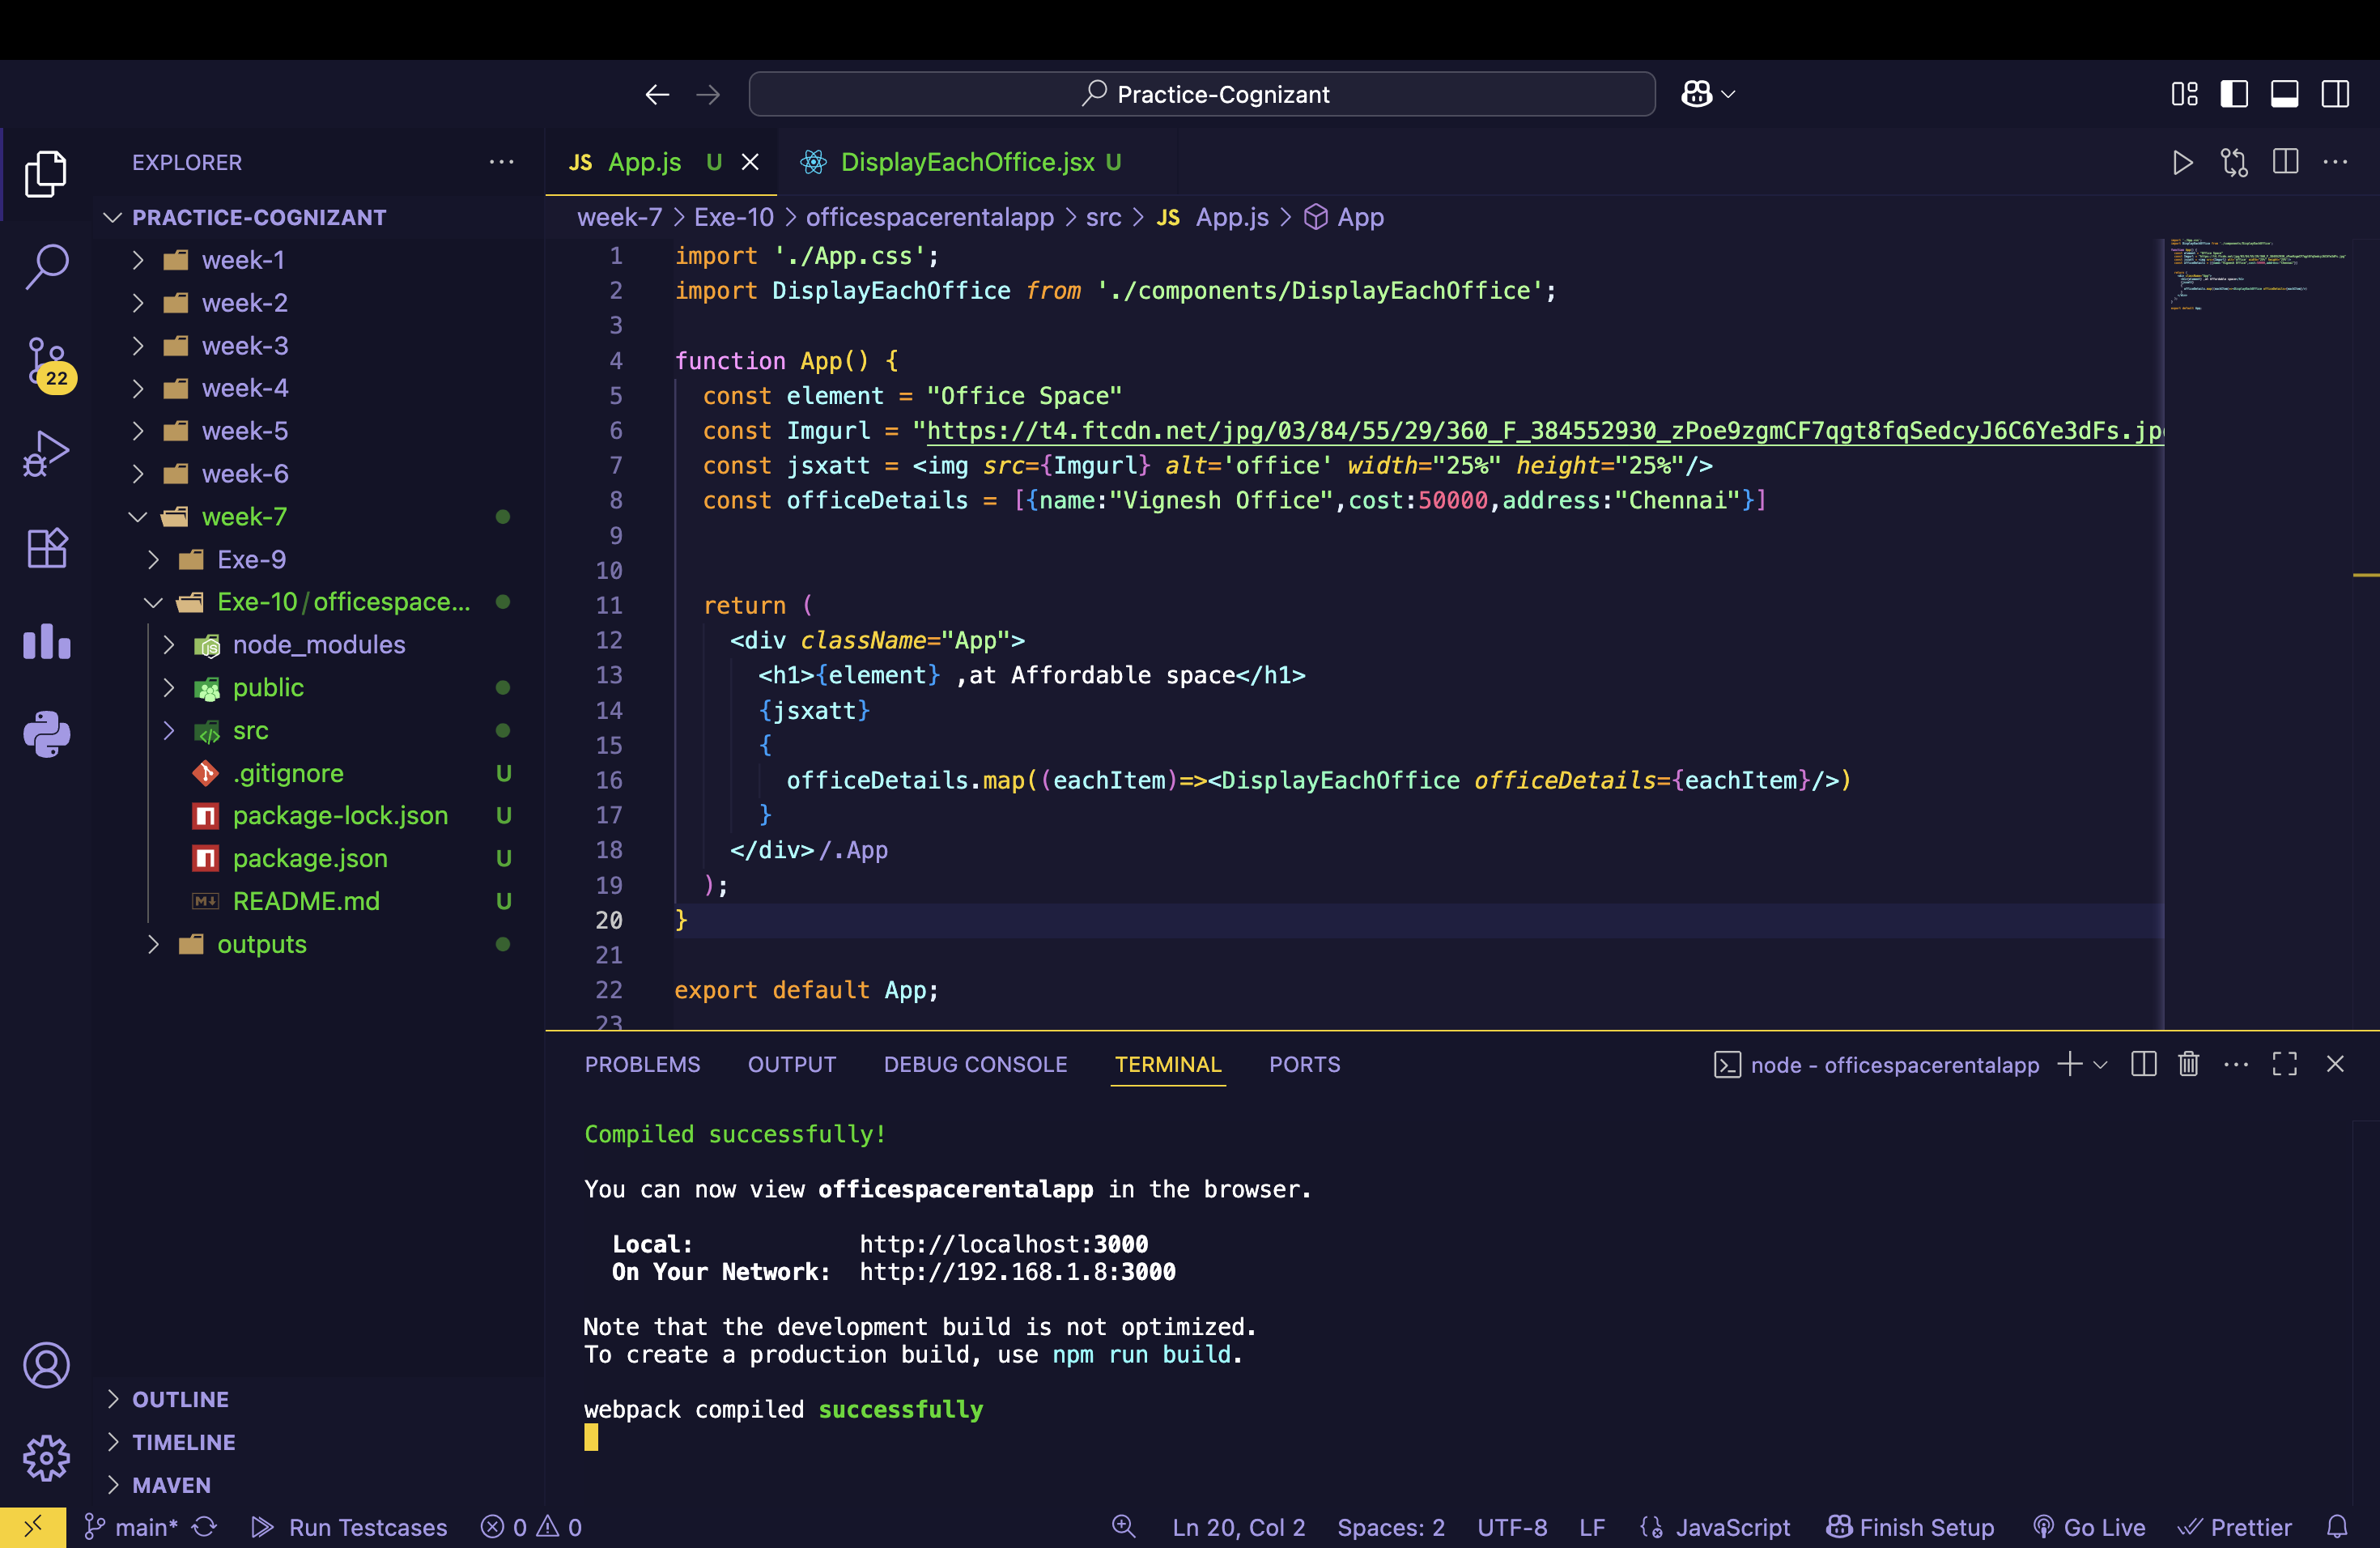 Practice-Cognizant
EXPLORER
PRACTICE-COGNIZANT
week-1
week-2
week-3
week-4
week-5
week-6
week-7
Exe-9
Exe-10/officespace...
node_modules
public
src
.gitignore U
package-lock.json U
package.json U
README.md U
outputs
OUTLINE
TIMELINE
MAVEN
22
JS App.js U
DisplayEachOffice.jsx U
week-7 > Exe-10 > officespacerentalapp > src > JS App.js > App
1 import './App.css';
2 import DisplayEachOffice from './components/DisplayEachOffice';
3
4 function App() {
5 const element = "Office Space"
6 const Imgurl = "https://t4.ftcdn.net/jpg/03/84/55/29/360_F_384552930_zPoe9zgmCF7qgt8fqSedcyJ6C6Ye3dFs.jp
7 const jsxatt = <img src={Imgurl} alt='office' width="25%" height="25%"/>
8 const officeDetails = [{name:"Vignesh Office",cost:50000,address:"Chennai"}]
9
10
11 return (
12 <div className="App">
13 <h1>{element} ,at Affordable space</h1>
14 {jsxatt}
15 {
16 officeDetails.map((eachItem)=><DisplayEachOffice officeDetails={eachItem}/>)
17 }
18 </div>/.App
19 );
20 }
21
22 export default App;
23
PROBLEMS OUTPUT DEBUG CONSOLE TERMINAL PORTS
node - officespacerentalapp
Compiled successfully!
You can now view officespacerentalapp in the browser.
Local: http://localhost:3000
On Your Network: http://192.168.1.8:3000
Note that the development build is not optimized.
To create a production build, use npm run build.
webpack compiled successfully
main* Run Testcases 0 0
Ln 20, Col 2 Spaces: 2 UTF-8 LF JavaScript Finish Setup Go Live Prettier